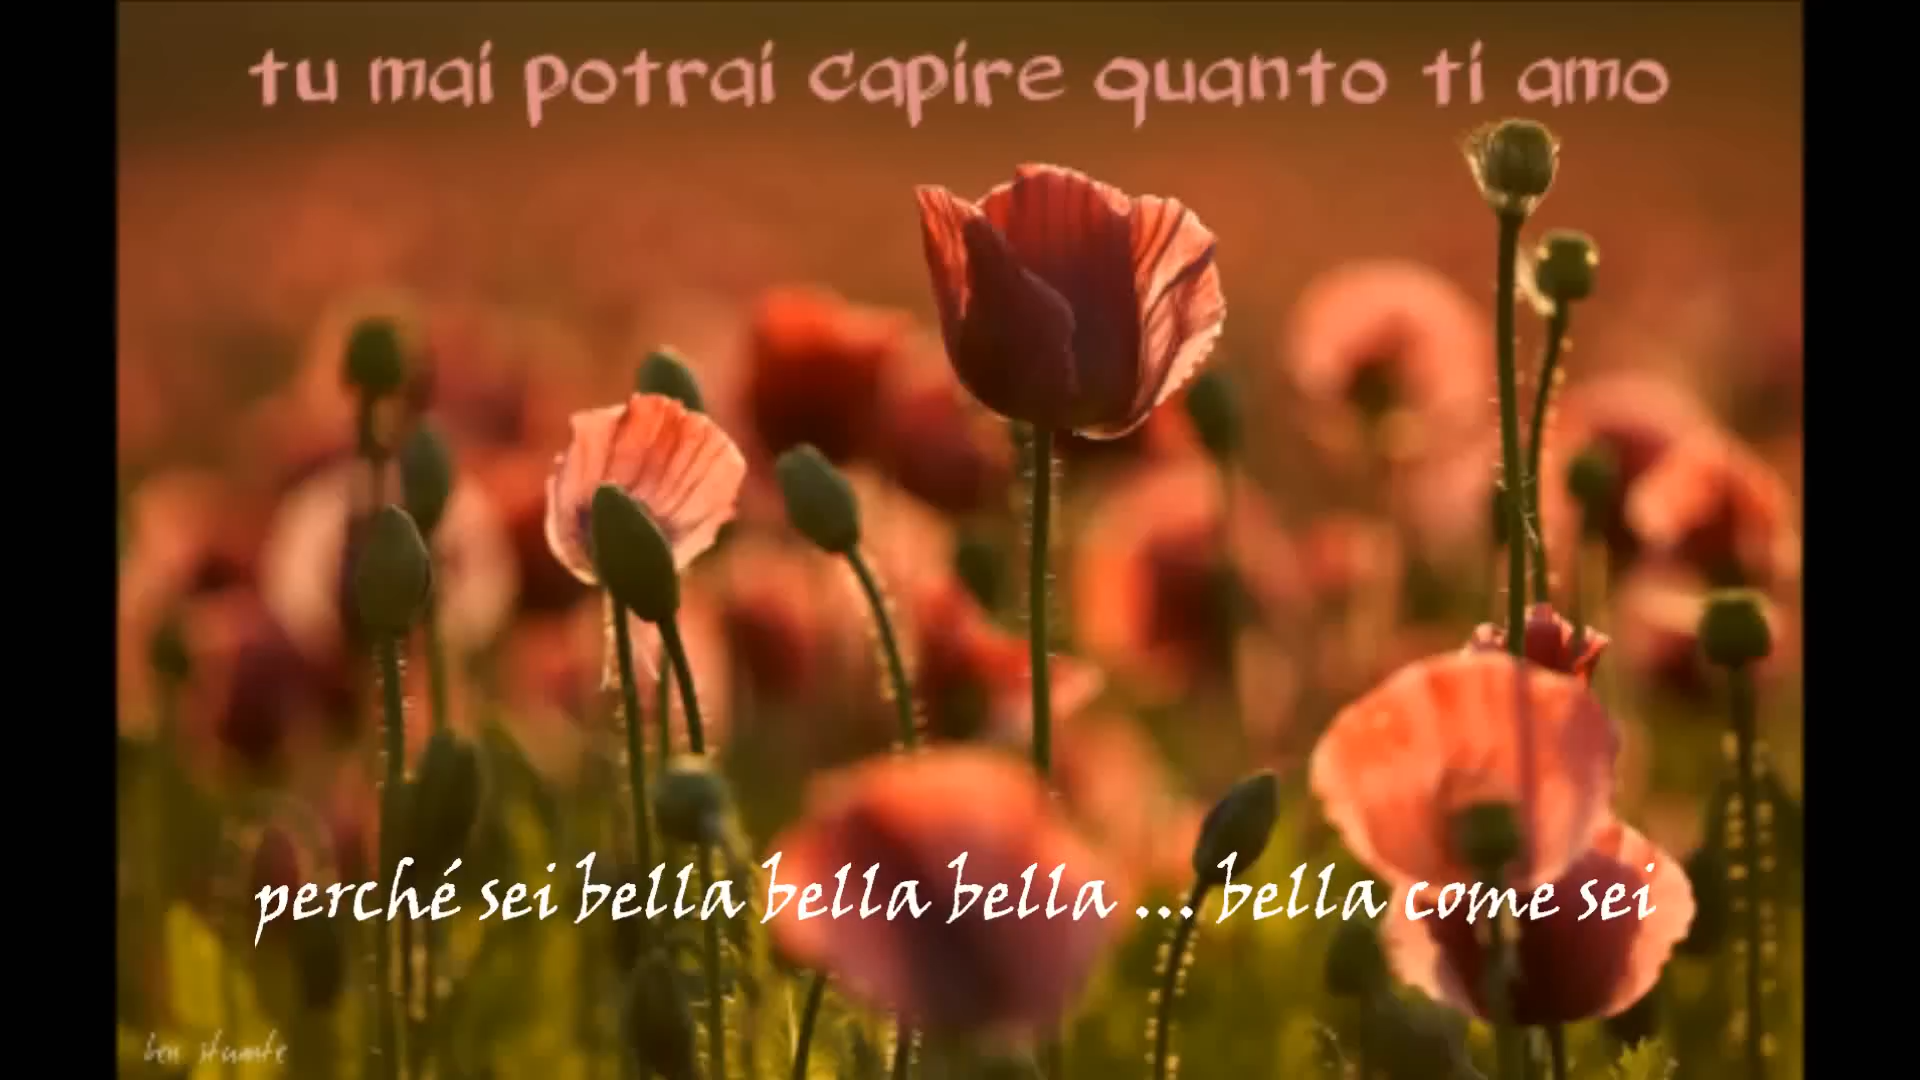 tu mai potrai capire quanto ti amo
perché sei bella bella bella ... bella come sei